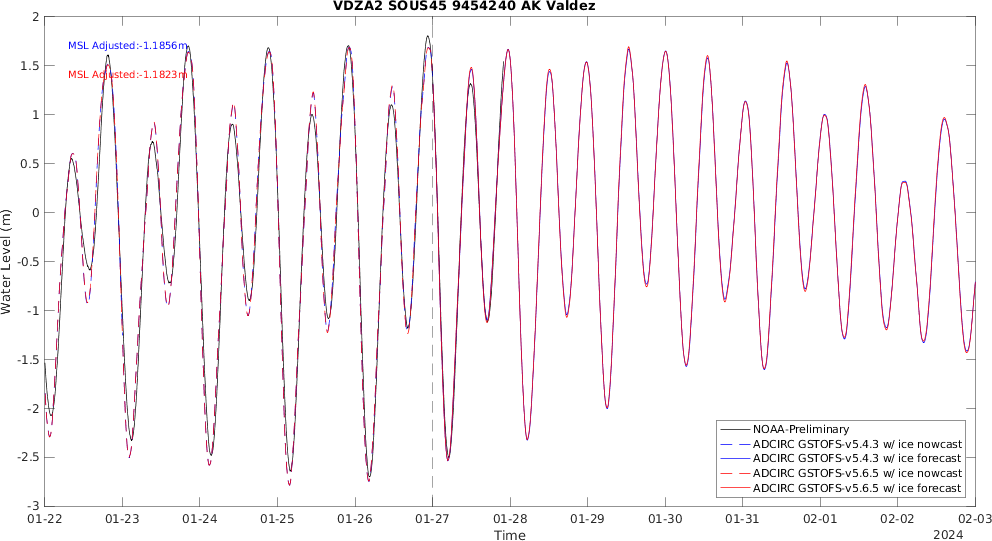 VDZA2 SOUS45 9454240 AK Valdez
MSL Adjusted:-1.1856m
MSL Adjusted:-1.1823m
Water Level (m)
2
1.5
1
0.5
0
-0.5
-1
-1.5
-2
-2.5
-3
NOAA-Preliminary
ADCIRC GSTOFS-v5.4.3 w/ ice nowcast
ADCIRC GSTOFS-v5.4.3 w/ ice forecast
ADCIRC GSTOFS-v5.6.5 w/ ice nowcast
ADCIRC GSTOFS-v5.6.5 w/ ice forecast
01-22 01-23 01-24 01-25 01-26 01-27 01-28 01-29 01-30 01-31 02-01 02-02 02-03
Time
2024